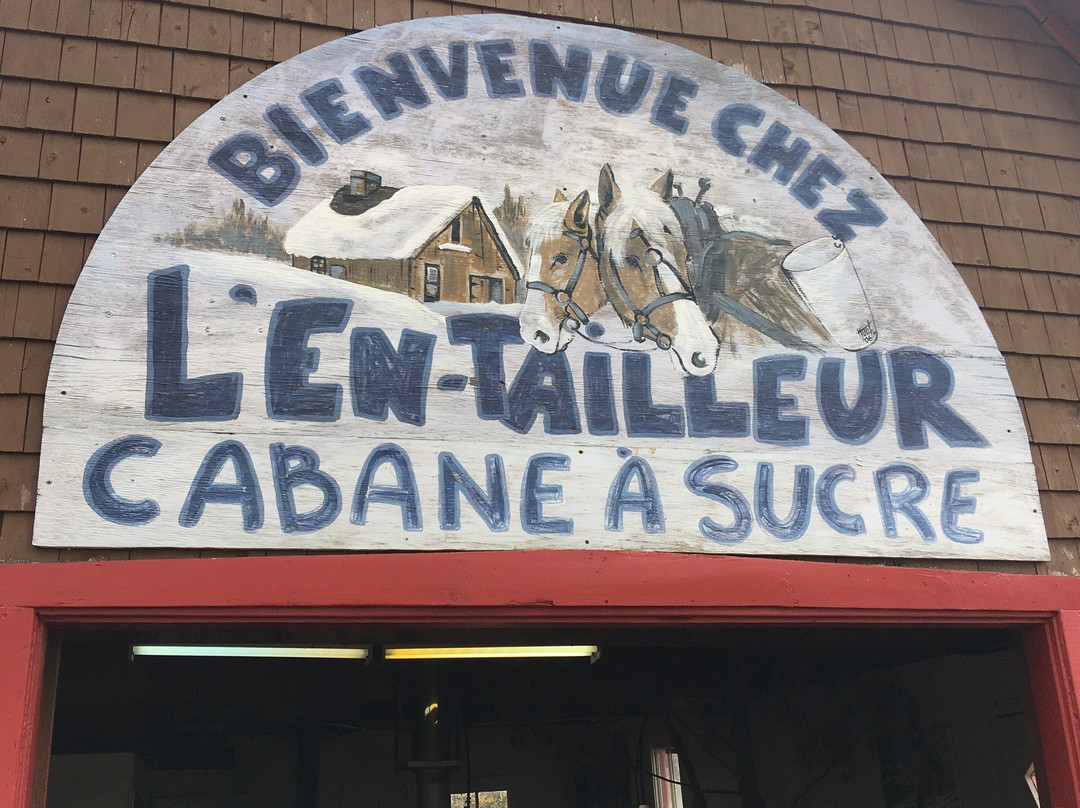 BIENVENUE CHEZ
L'EN-TAILLEUR
CABANE À SUCRE